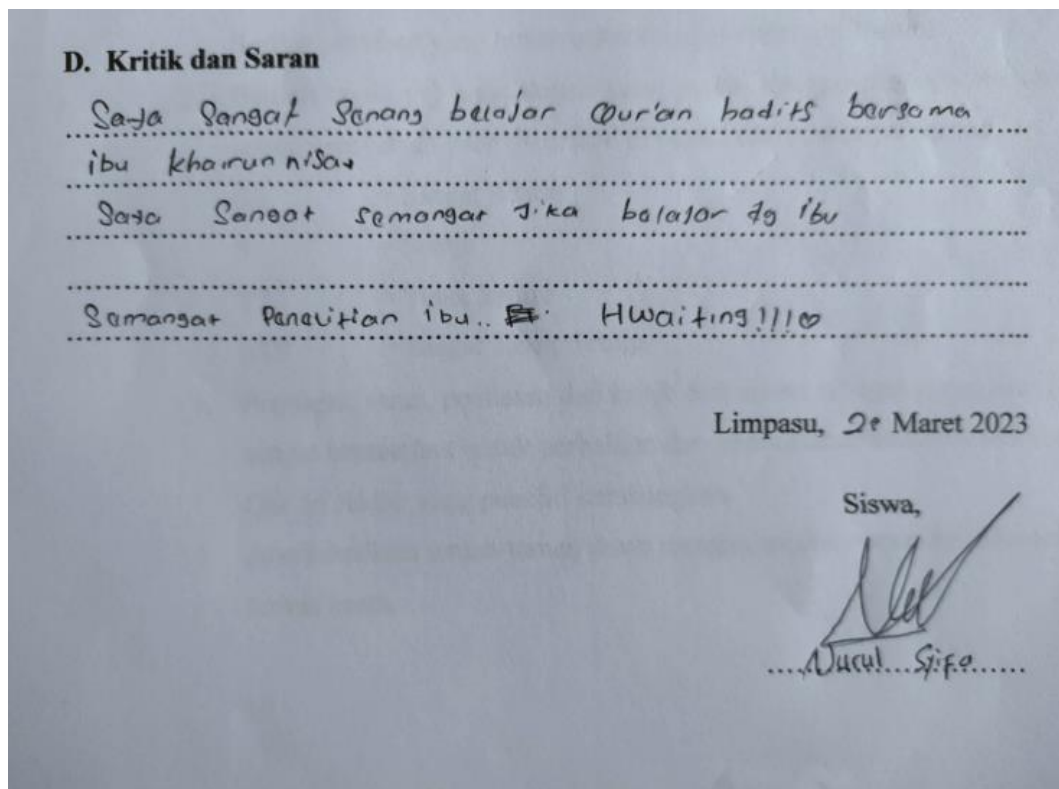 D. Kritik dan Saran
Saya Sangat Senang belajar Qur'an hadits bersama
ibu khairun nisa
Saya Sangat semangat Jika belajar dg ibu
Semangat Penelitian ibu.. Hwaiting!!!♡
Limpasu, Maret 2023
Siswa,
Nurul